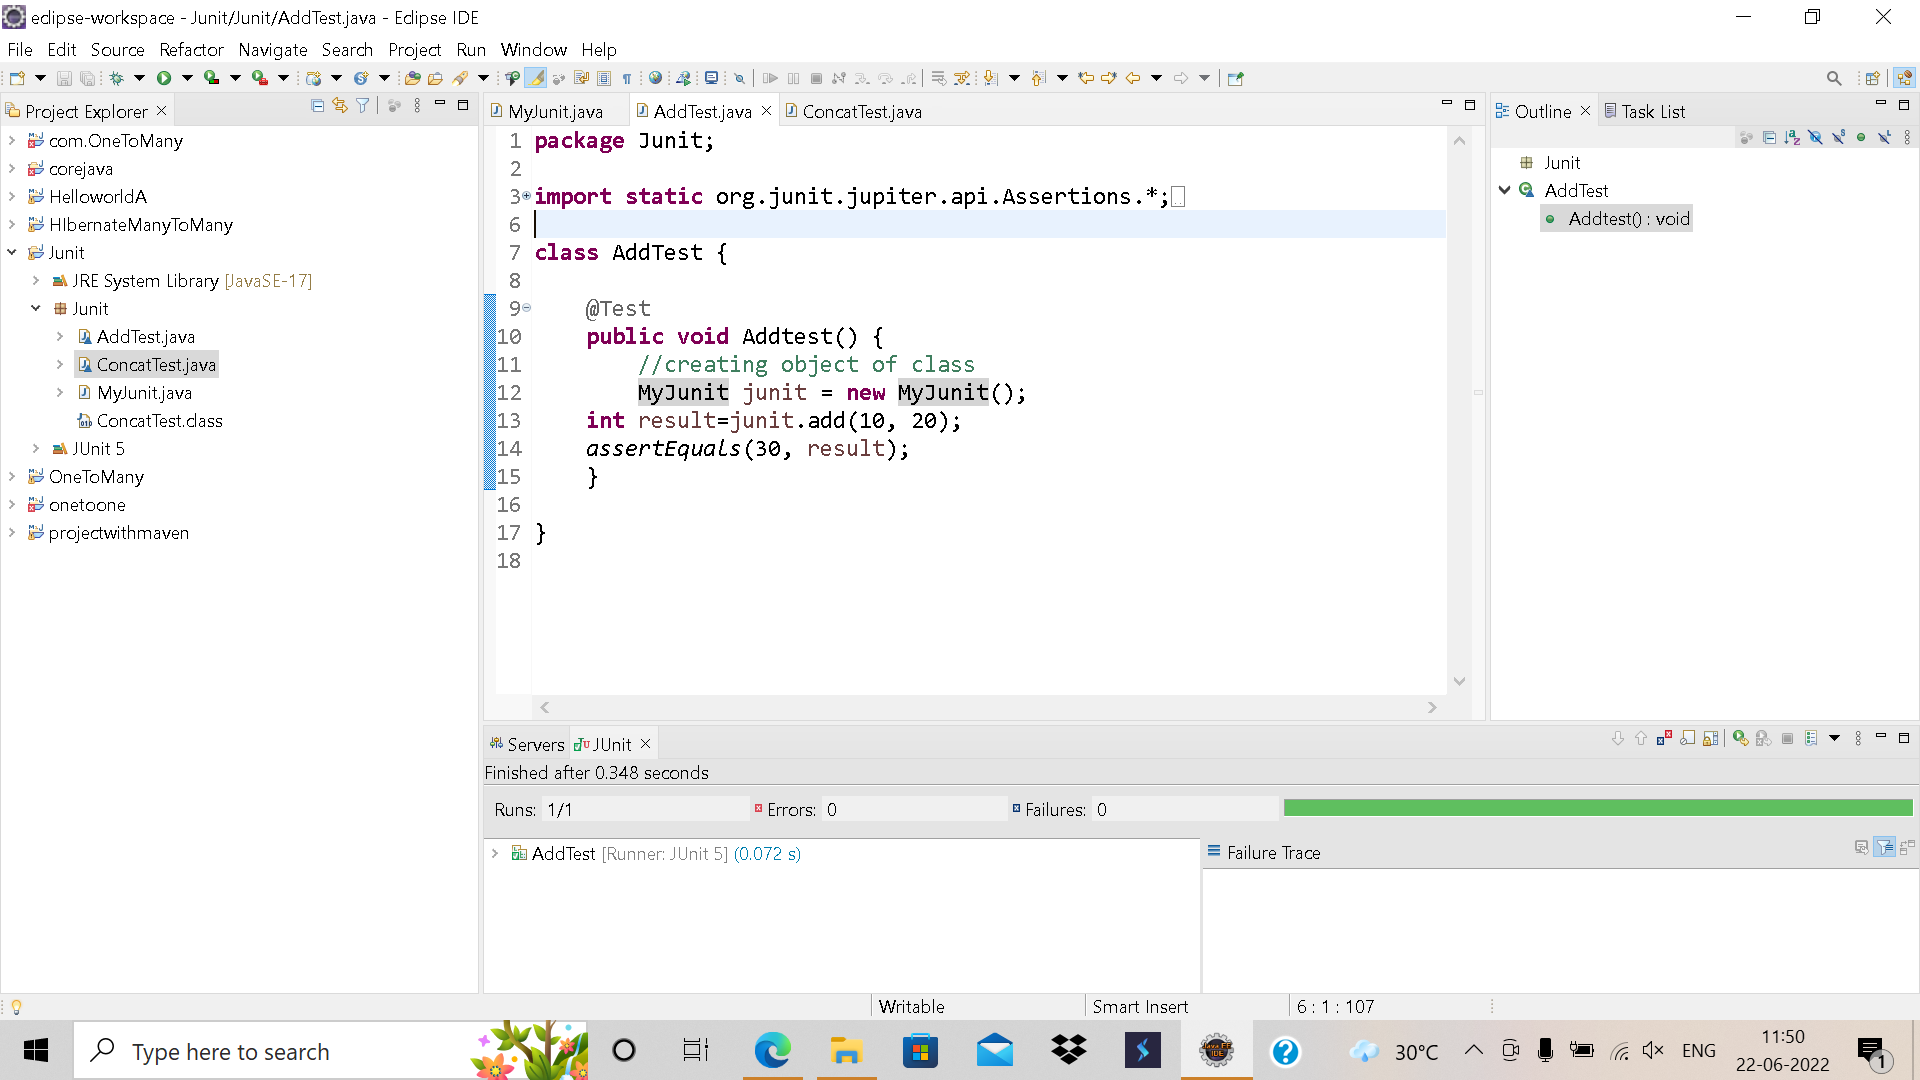 eclipse-workspace - Junit/Junit/AddTest.java - Eclipse IDE
File Edit Source Refactor Navigate Search Project Run Window Help
Project Explorer
com.OneToMany
corejava
HelloworldA
HIbernateManyToMany
Junit
JRE System Library [JavaSE-17]
Junit
AddTest.java
ConcatTest.java
MyJunit.java
ConcatTest.class
JUnit 5
OneToMany
onetoone
projectwithmaven
MyJunit.java AddTest.java ConcatTest.java
1 package Junit;
2
3 import static org.junit.jupiter.api.Assertions.*;
6
7 class AddTest {
8
9 @Test
10 public void Addtest() {
11 //creating object of class
12 MyJunit junit = new MyJunit();
13 int result=junit.add(10, 20);
14 assertEquals(30, result);
15 }
16
17 }
18
Outline Task List
Junit
AddTest
Addtest() : void
Servers JUnit
Finished after 0.348 seconds
Runs: 1/1 Errors: 0 Failures: 0
AddTest [Runner: JUnit 5] (0.072 s)
Failure Trace
Writable Smart Insert 6 : 1 : 107
Type here to search
30°C ENG 11:50
22-06-2022
1